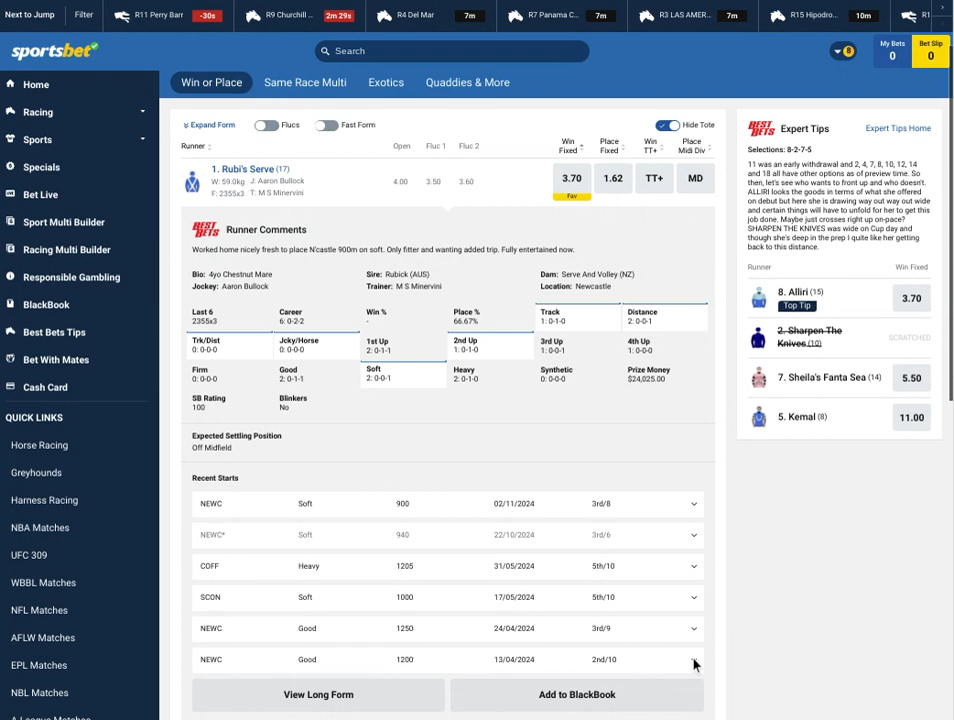 Next to Jump Filter R11 Perry Barr -30s R9 Churchill ... 2m 29s R4 Del Mar 7m R7 Panama C... 7m R3 LAS AMER... 7m R15 Hipodro... 10m R1
sportsbet
Search
8
My Bets
0
Bet Slip
0
Home
Racing
Sports
Specials
Bet Live
Sport Multi Builder
Racing Multi Builder
Responsible Gambling
BlackBook
Best Bets Tips
Bet With Mates
Cash Card
QUICK LINKS
Horse Racing
Greyhounds
Harness Racing
NBA Matches
UFC 309
WBBL Matches
NFL Matches
AFLW Matches
EPL Matches
NBL Matches
A-League Matches
Win or Place Same Race Multi Exotics Quaddies & More
Expand Form Flucs Fast Form Hide Tote
Runner Open Fluc 1 Fluc 2 Win Fixed Place Fixed Win TT+ Place Midi Div
1. Rubi's Serve (17)
W: 59.0kg J: Aaron Bullock
F: 2355x3 T: M S Minervini
4.00 3.50 3.60 3.70 1.62 TT+ MD
Fav
BEST BETS Runner Comments
Worked home nicely fresh to place N'castle 900m on soft. Only fitter and wanting added trip. Fully entertained now.
Bio: 4yo Chestnut Mare Sire: Rubick (AUS) Dam: Serve And Volley (NZ)
Jockey: Aaron Bullock Trainer: M S Minervini Location: Newcastle
Last 6 Career Win % Place % Track Distance
2355x3 6: 0-2-2 - 66.67% 1: 0-1-0 2: 0-0-1
Trk/Dist Jcky/Horse 1st Up 2nd Up 3rd Up 4th Up
0: 0-0-0 0: 0-0-0 2: 0-1-1 1: 0-1-0 1: 0-0-1 1: 0-0-0
Firm Good Soft Heavy Synthetic Prize Money
0: 0-0-0 2: 0-1-1 2: 0-0-1 2: 0-1-0 0: 0-0-0 $24,025.00
SB Rating Blinkers
100 No
Expected Settling Position
Off Midfield
Recent Starts
NEWC Soft 900 02/11/2024 3rd/8
NEWC* Soft 940 22/10/2024 3rd/6
COFF Heavy 1205 31/05/2024 5th/10
SCON Soft 1000 17/05/2024 5th/10
NEWC Good 1250 24/04/2024 3rd/9
NEWC Good 1200 13/04/2024 2nd/10
View Long Form Add to BlackBook
BEST BETS Expert Tips Expert Tips Home
Selections: 8-2-7-5
11 was an early withdrawal and 2, 4, 7, 8, 10, 12, 14
and 18 all have other options as of preview time. So
then, let's see who wants to front up and who doesn't.
ALLIRI looks the goods in terms of what she offered
on debut but here she is drawing way out way out wide
and certain things will have to unfold for her to get this
job done. Maybe just crosses right up on-pace?
SHARPEN THE KNIVES was wide on Cup day and
though she's deep in the prep I quite like her getting
back to this distance.
Runner Win Fixed
8. Alliri (15) 3.70
Top Tip
2. Sharpen The
Knives (10) SCRATCHED
7. Sheila's Fanta Sea (14) 5.50
5. Kemal (8) 11.00